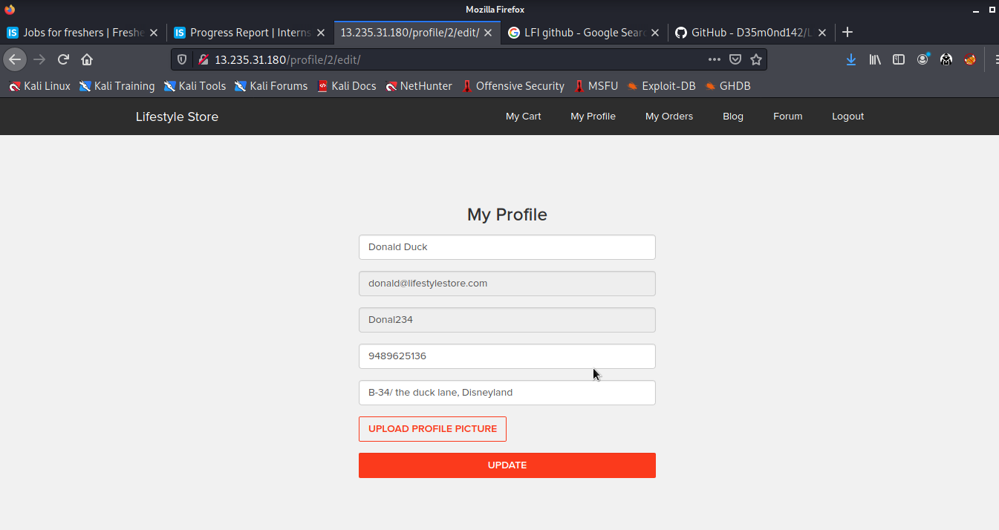 Mozilla Firefox
Jobs for freshers | Freshe
Progress Report | Interns
13.235.31.180/profile/2/edit/
LFI github - Google Sear
GitHub - D35m0nd142/L
13.235.31.180/profile/2/edit/
Kali Linux Kali Training Kali Tools Kali Forums Kali Docs NetHunter Offensive Security MSFU Exploit-DB GHDB
Lifestyle Store My Cart My Profile My Orders Blog Forum Logout
My Profile
Donald Duck
donald@lifestylestore.com
Donal234
9489625136
B-34/ the duck lane, Disneyland
UPLOAD PROFILE PICTURE
UPDATE